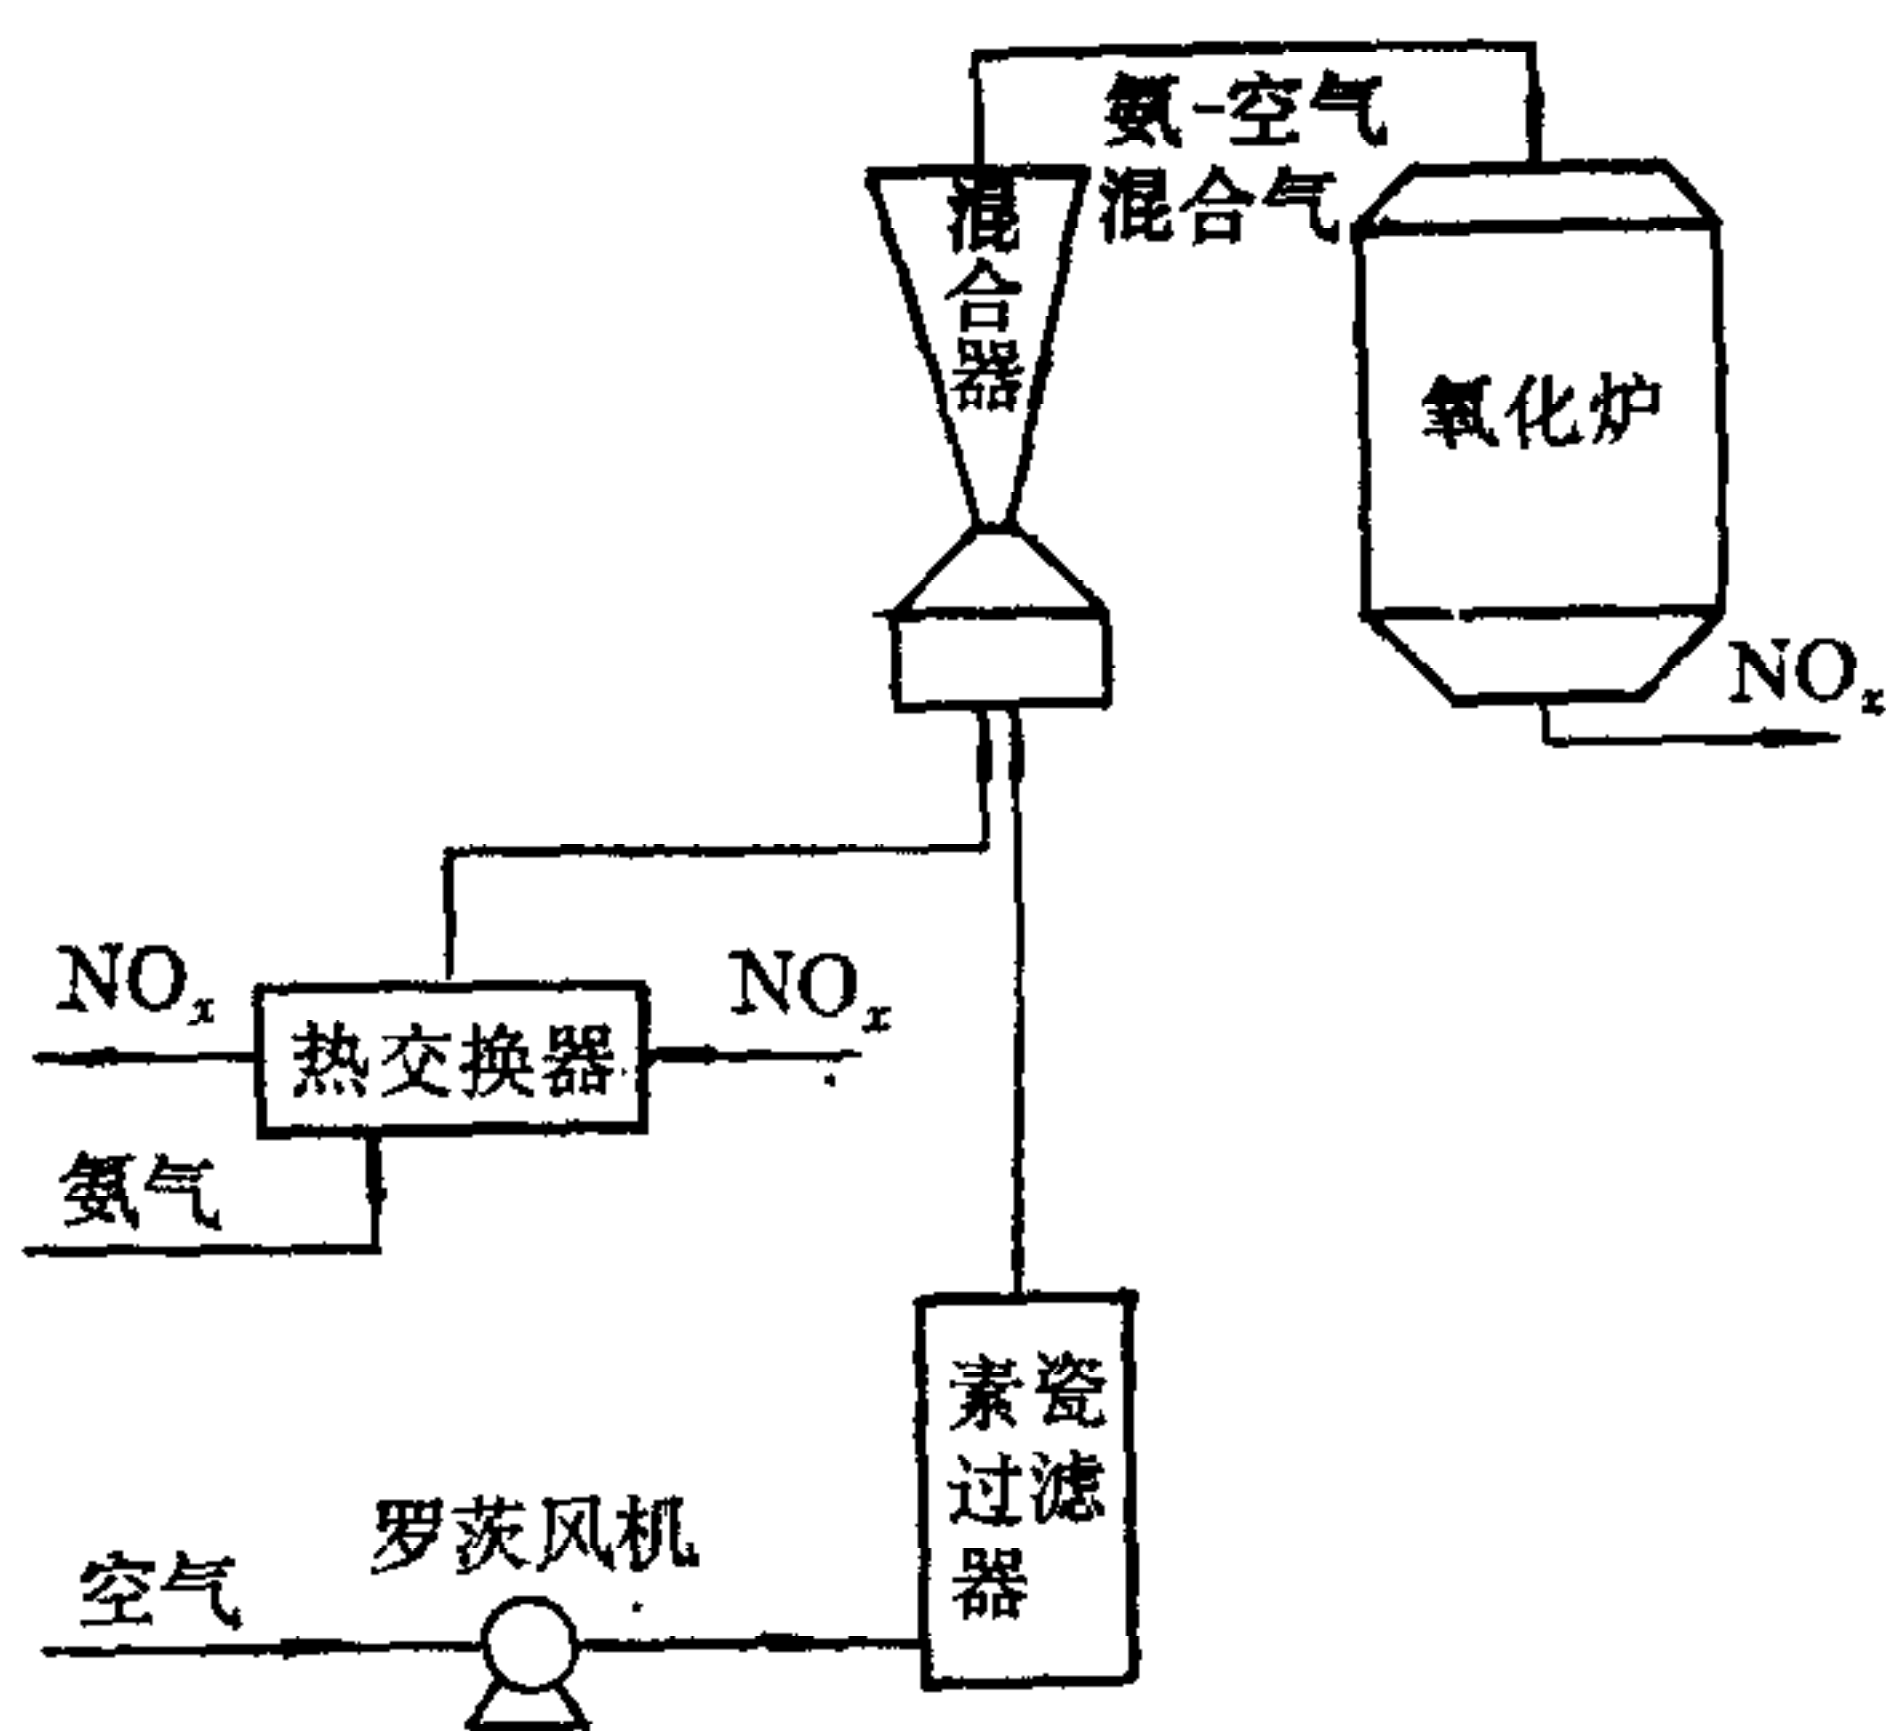 氨-空气
混合气
混
合
器
氧化炉
NOx
NOx
NOx
热交换器
氨气
素瓷
过滤
器
罗茨风机
空气